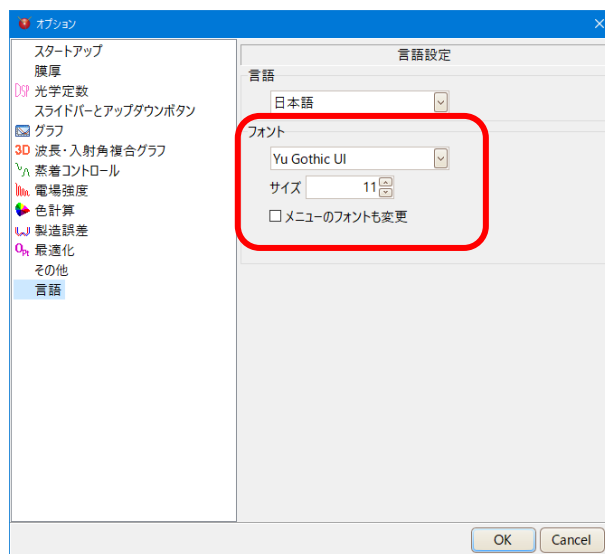 オプション
スタートアップ
膜厚
DSP 光学定数
スライドバーとアップダウンボタン
グラフ
3D 波長・入射角複合グラフ
蒸着コントロール
電場強度
色計算
製造誤差
OPt 最適化
その他
言語
言語設定
言語
日本語
フォント
Yu Gothic UI
サイズ 11
メニューのフォントも変更
OK Cancel